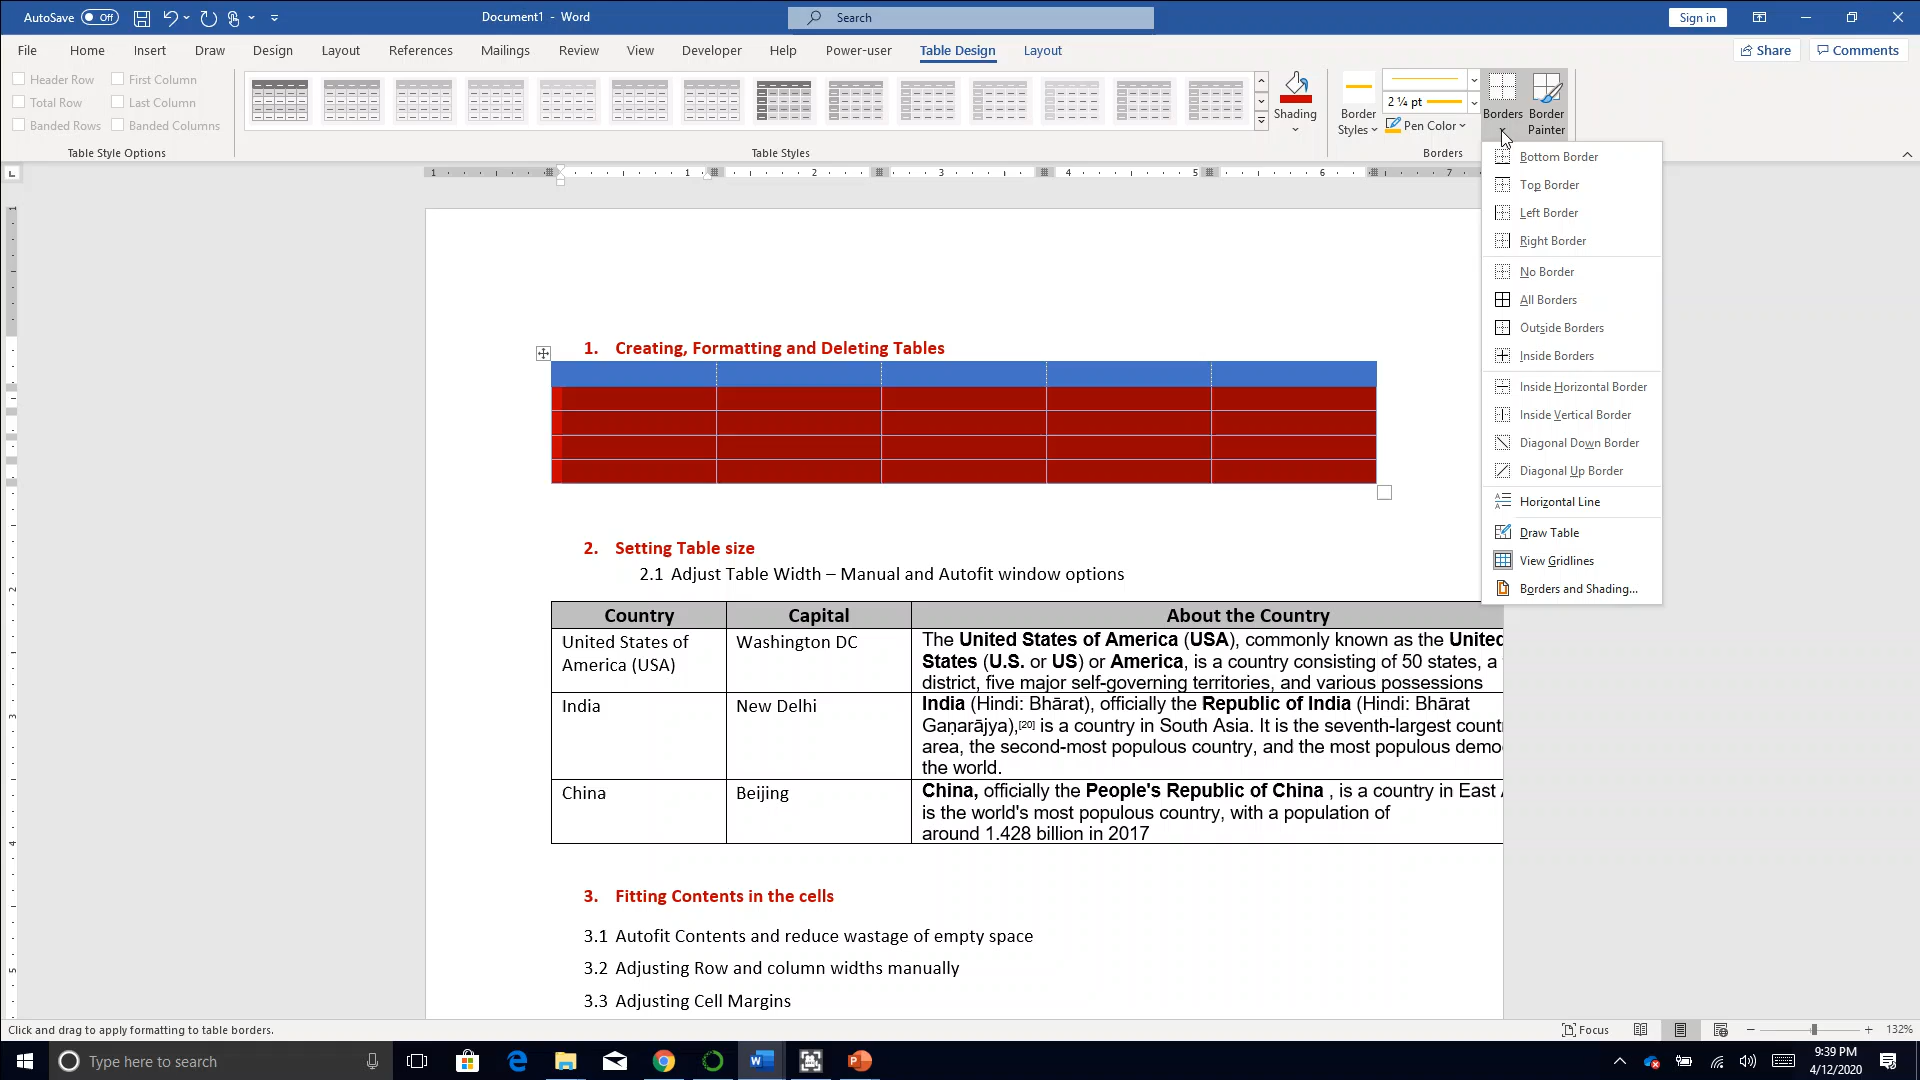 AutoSave Off Document1 - Word Search Sign in
File Home Insert Draw Design Layout References Mailings Review View Developer Help Power-user Table Design Layout Share Comments
Header Row First Column
Total Row Last Column
Banded Rows Banded Columns
Table Style Options
Table Styles
Shading
Border Styles
2 ¼ pt
Pen Color
Borders
Border Painter
Borders
Bottom Border
Top Border
Left Border
Right Border
No Border
All Borders
Outside Borders
Inside Borders
Inside Horizontal Border
Inside Vertical Border
Diagonal Down Border
Diagonal Up Border
Horizontal Line
Draw Table
View Gridlines
Borders and Shading...
1 1 2 3 4 5 6 7
1
1. Creating, Formatting and Deleting Tables
2. Setting Table size
2.1 Adjust Table Width – Manual and Autofit window options
Country Capital About the Country
United States of America (USA)
Washington DC
The United States of America (USA), commonly known as the United
States (U.S. or US) or America, is a country consisting of 50 states, a
district, five major self-governing territories, and various possessions
India
New Delhi
India (Hindi: Bhārat), officially the Republic of India (Hindi: Bhārat
Gaṇarājya),[20] is a country in South Asia. It is the seventh-largest count
area, the second-most populous country, and the most populous demo
the world.
China
Beijing
China, officially the People's Republic of China , is a country in East
is the world's most populous country, with a population of
around 1.428 billion in 2017
3. Fitting Contents in the cells
3.1 Autofit Contents and reduce wastage of empty space
3.2 Adjusting Row and column widths manually
3.3 Adjusting Cell Margins
2
3
4
5
Click and drag to apply formatting to table borders. Focus 132%
Type here to search
9:39 PM
4/12/2020